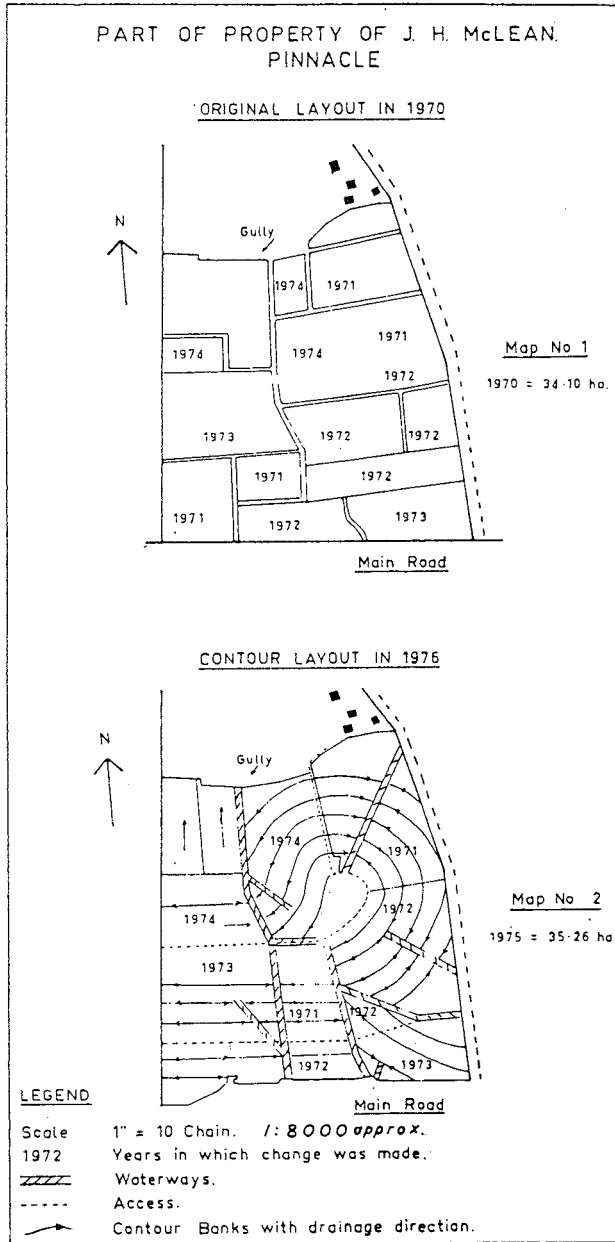 PART OF PROPERTY OF J. H. McLEAN.
PINNACLE
ORIGINAL LAYOUT IN 1970
N
Gully
1974
1971
1974
1974
1971
1972
Map No 1
1970 = 34·10 ha.
1973
1972
1972
1971
1972
1971
1972
1973
Main Road
CONTOUR LAYOUT IN 1976
N
Gully
1974
1971
1974
1972
Map No 2
1975 = 35·26 ha
1973
1971
1972
1972
1973
Main Road
LEGEND
Scale 1" = 10 Chain. 1:8000 approx.
1972 Years in which change was made.
Waterways.
Access.
Contour Banks with drainage direction.